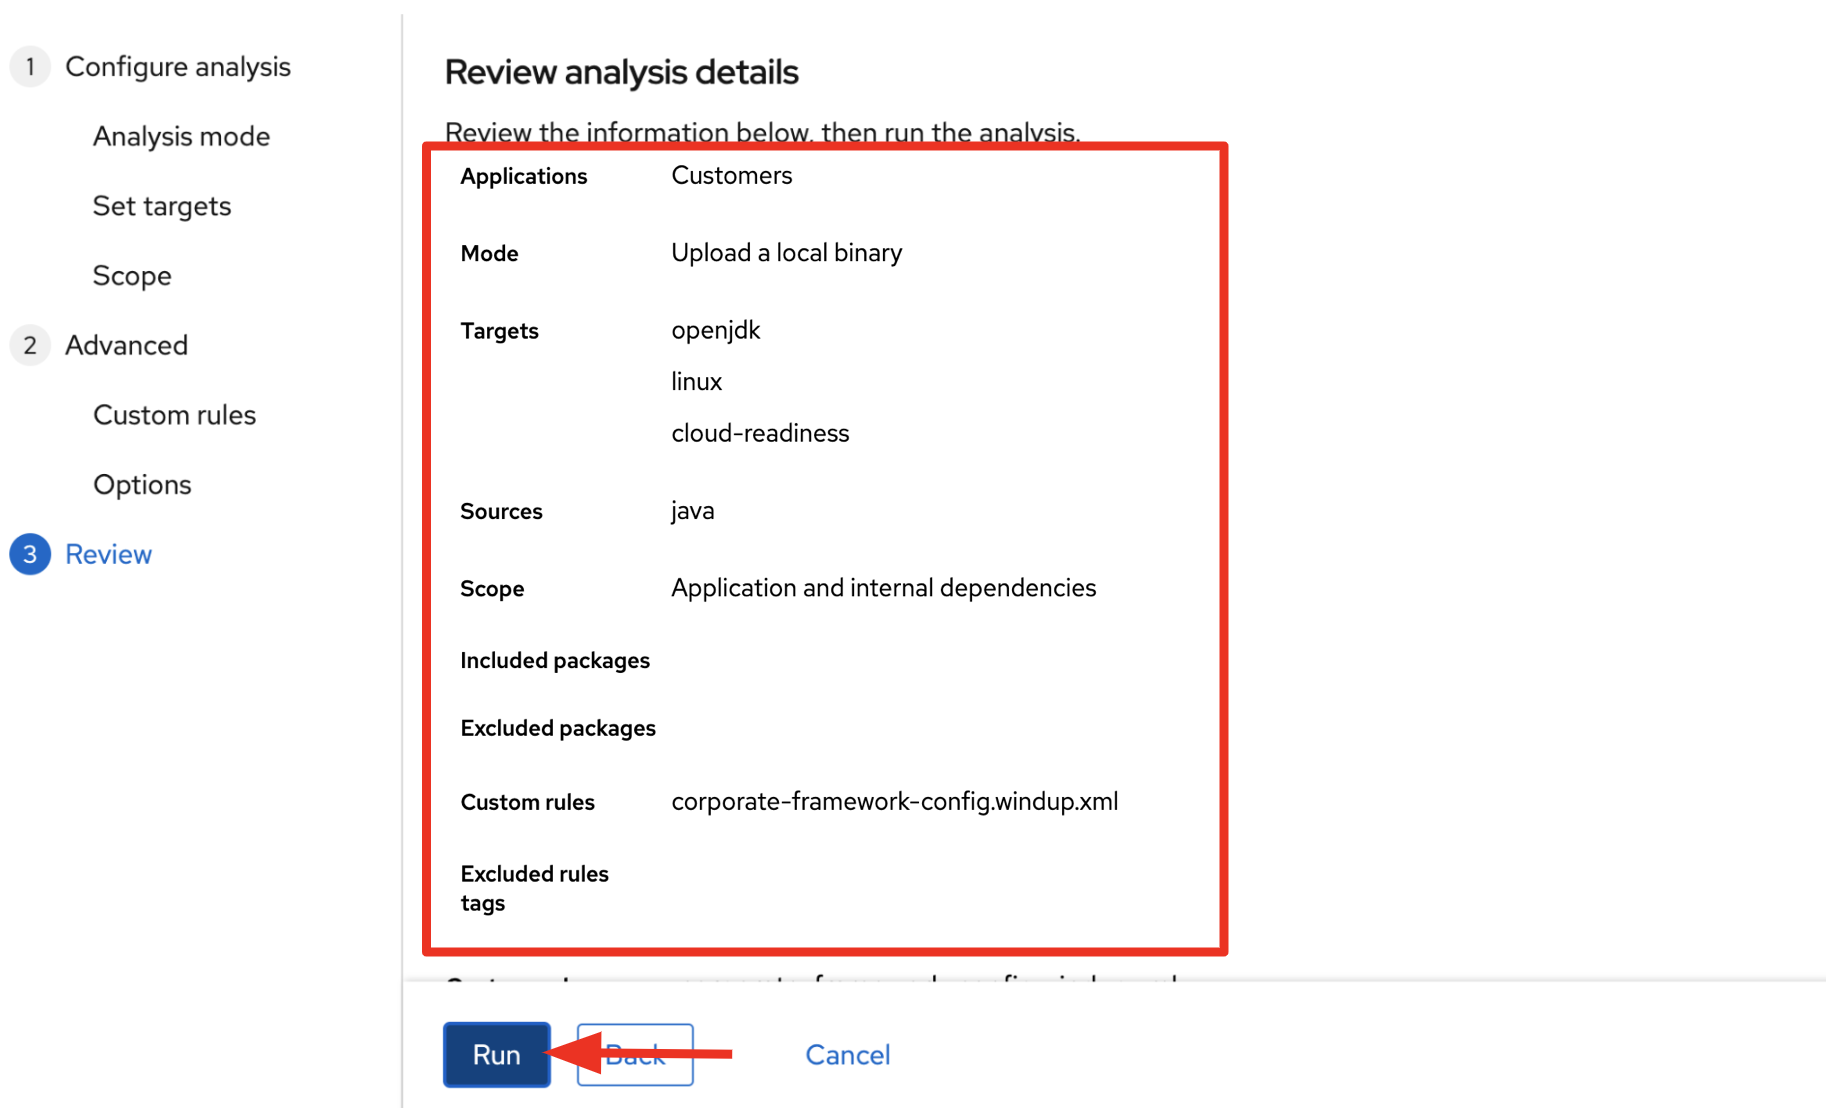 1 Configure analysis
Analysis mode
Set targets
Scope
2 Advanced
Custom rules
Options
3 Review
Review analysis details
Review the information below, then run the analysis.
Applications Customers
Mode Upload a local binary
Targets openjdk
linux
cloud-readiness
Sources java
Scope Application and internal dependencies
Included packages
Excluded packages
Custom rules corporate-framework-config.windup.xml
Excluded rules
tags
Run Back Cancel